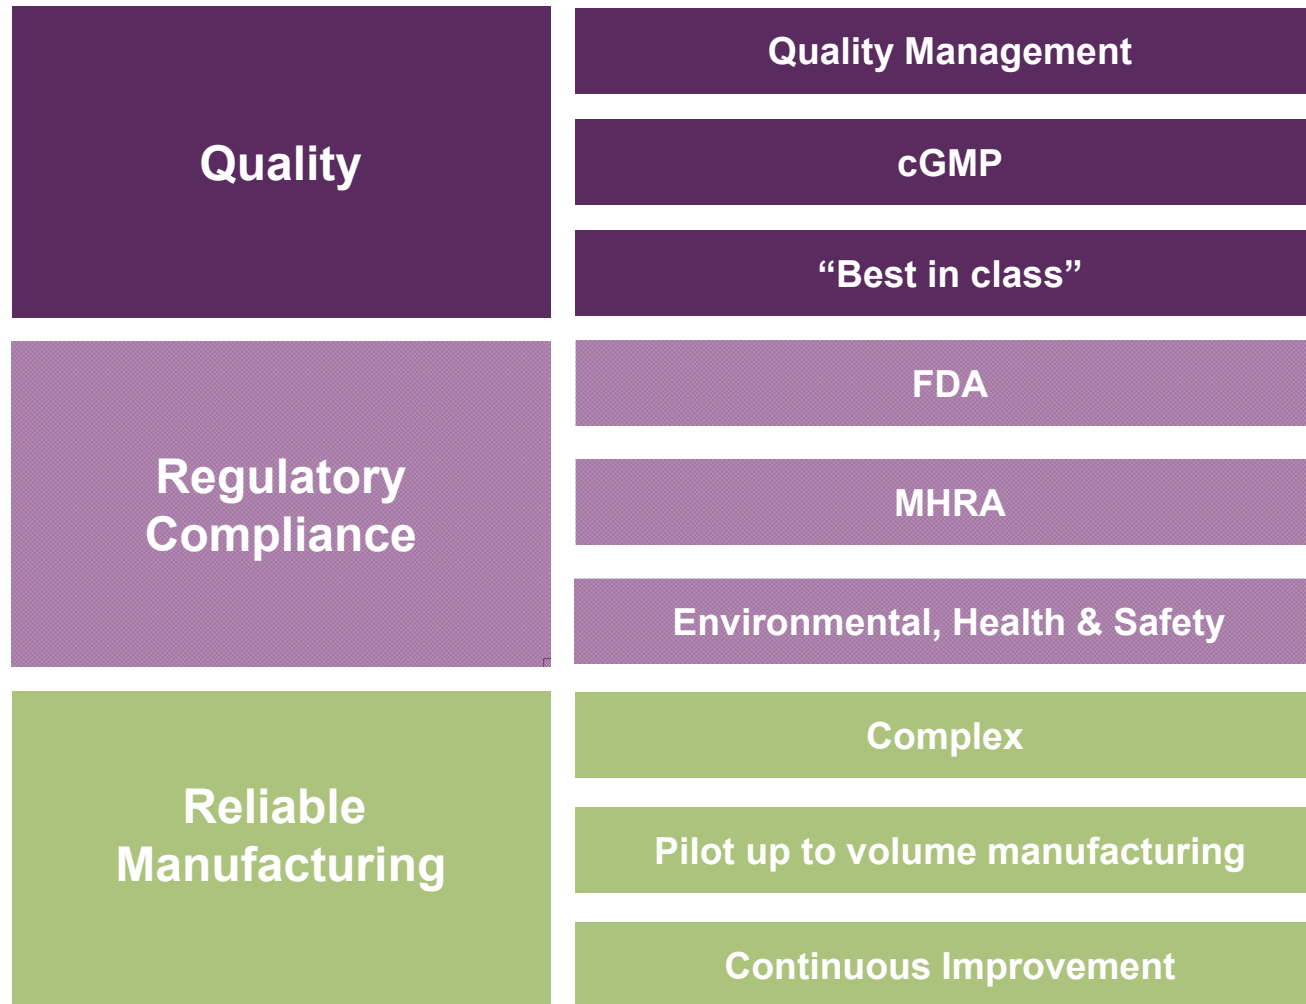 Quality
Quality Management
cGMP
“Best in class”
Regulatory
Compliance
FDA
MHRA
Environmental, Health & Safety
Reliable
Manufacturing
Complex
Pilot up to volume manufacturing
Continuous Improvement